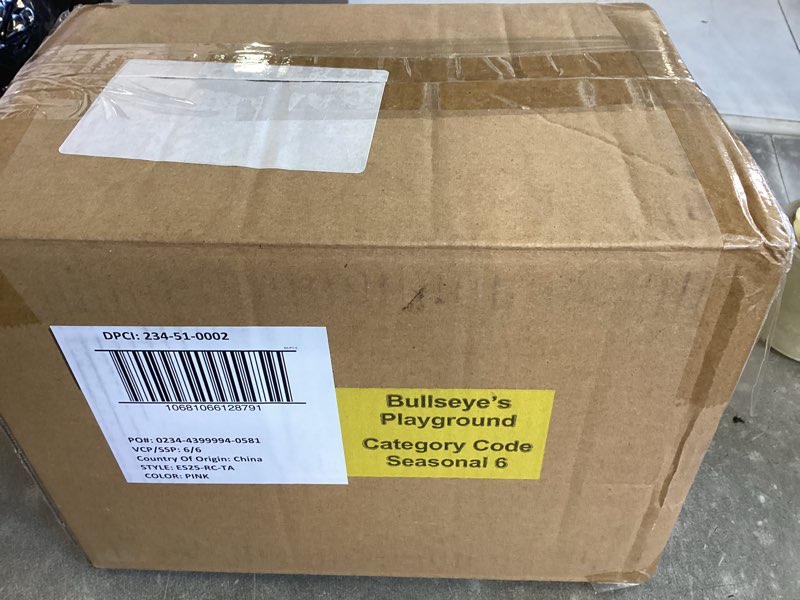 DPCI: 234-51-0002
10681066128791
PO#: 0234-4399994-0581
VCP/SSP: 6/6
Country Of Origin: China
STYLE: ES25-RC-TA
COLOR: PINK
Bullseye's
Playground
Category Code
Seasonal 6